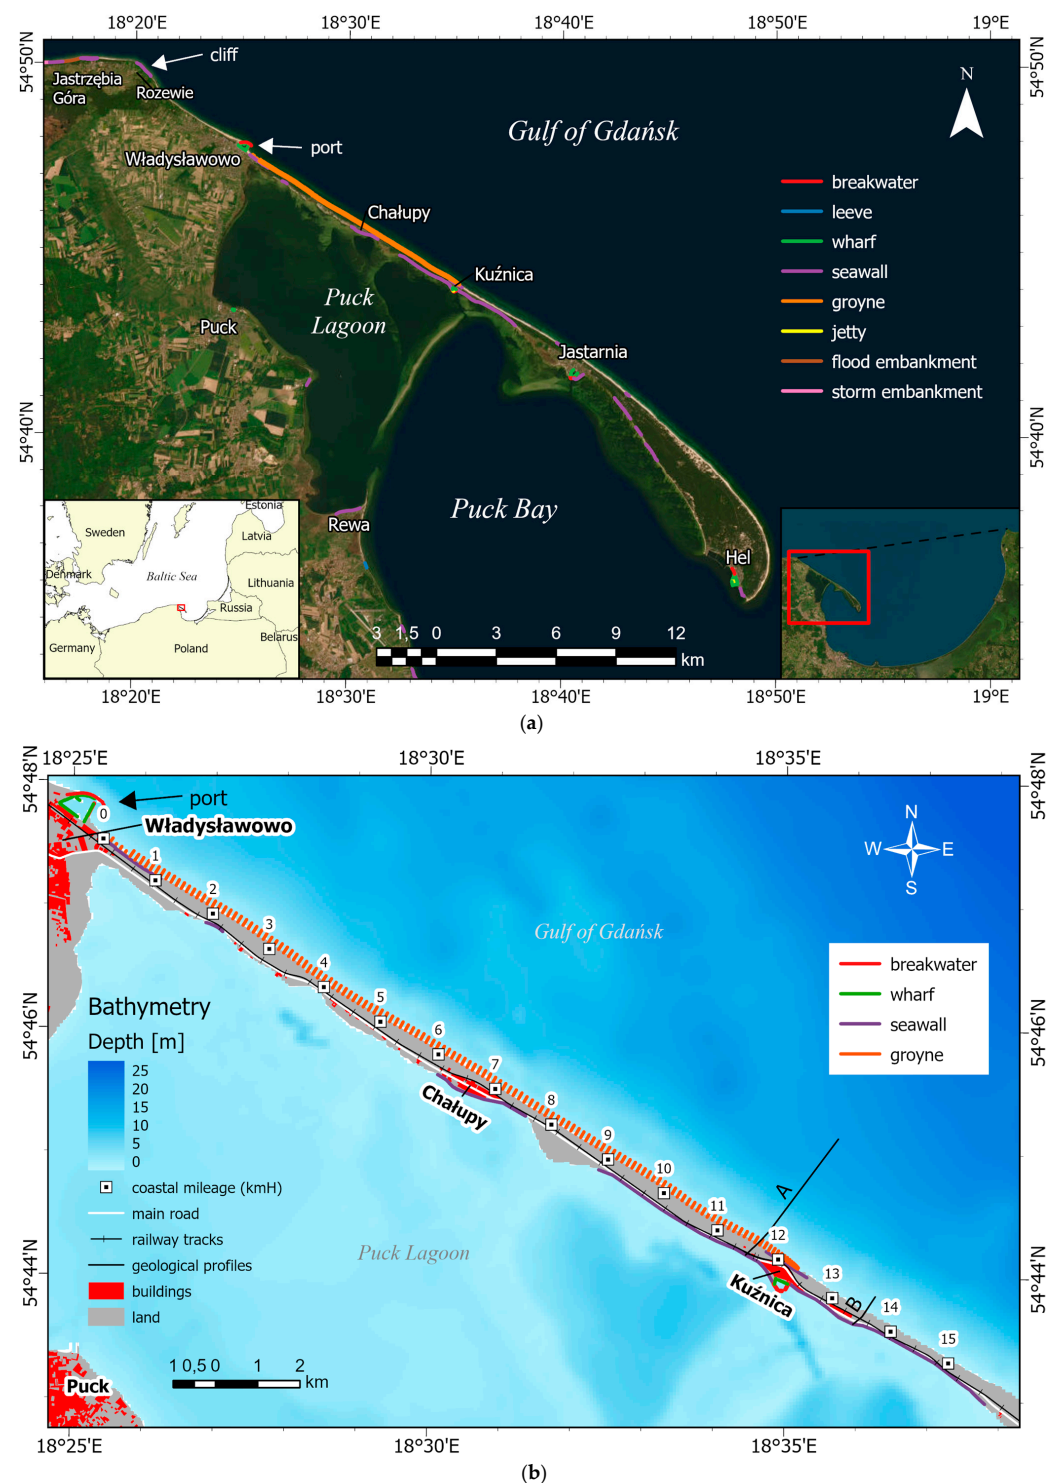 18°20'E 18°30'E 18°40'E 18°50'E 19°E
54°50'N
54°50'N
cliff
Jastrzębia
Góra
Rozewie
N
Gulf of Gdańsk
port
Władysławowo
breakwater
leeve
Chałupy
wharf
seawall
Kuźnica
Puck
Lagoon
groyne
Puck
jetty
Jastarnia
flood embankment
storm embankment
54°40'N
54°40'N
Puck Bay
Rewa
Hel
Estonia
Sweden
Latvia
Denmark
Baltic Sea
Lithuania
Russia
Belarus
Germany
Poland
3 1,5 0 3 6 9 12
km
18°20'E 18°30'E 18°40'E 18°50'E 19°E
(a)
18°25'E 18°30'E 18°35'E
54°48'N
54°48'N
port
0
Władysławowo
N
W E
S
1
2
3
4
5
6
7
8
9
10
11
12
13
14
15
Gulf of Gdańsk
breakwater
wharf
seawall
groyne
Bathymetry
Depth [m]
25
20
15
10
5
0
54°46'N
54°46'N
Chałupy
coastal mileage (kmH)
main road
railway tracks
geological profiles
buildings
land
A
Puck Lagoon
Kuźnica
B
54°44'N
54°44'N
1 0,5 0 1 2
km
Puck
18°25'E 18°30'E 18°35'E
(b)